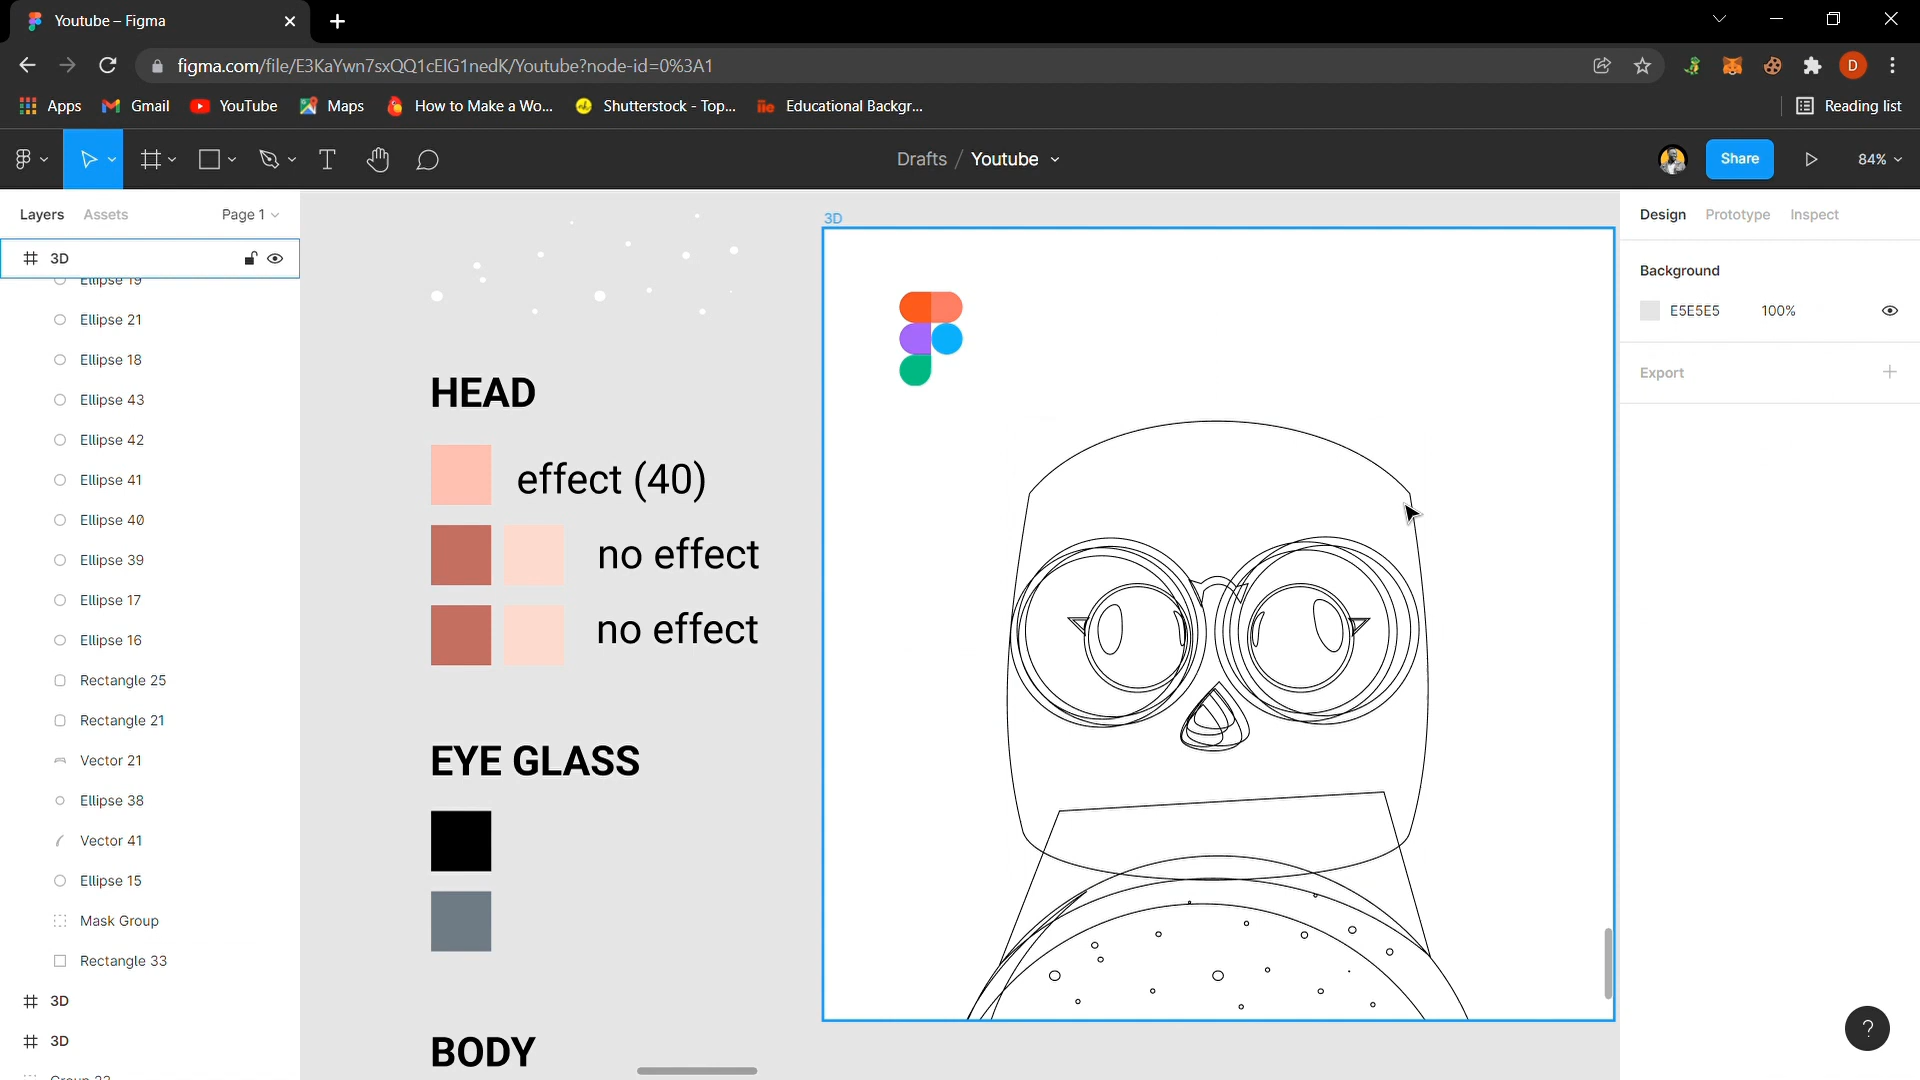 Youtube – Figma
figma.com/file/E3KaYwn7sxQQ1cEIG1nedK/Youtube?node-id=0%3A1
D
Apps
Gmail
YouTube
Maps
How to Make a Wo...
Shutterstock - Top...
iie Educational Backgr...
Reading list
Drafts / Youtube
Share
84%
Layers
Assets
Page 1
3D
Ellipse 19
Ellipse 21
Ellipse 18
Ellipse 43
Ellipse 42
Ellipse 41
Ellipse 40
Ellipse 39
Ellipse 17
Ellipse 16
Rectangle 25
Rectangle 21
Vector 21
Ellipse 38
Vector 41
Ellipse 15
Mask Group
Rectangle 33
3D
3D
HEAD
effect (40)
no effect
no effect
EYE GLASS
BODY
3D
Design
Prototype
Inspect
Background
E5E5E5
100%
Export
?